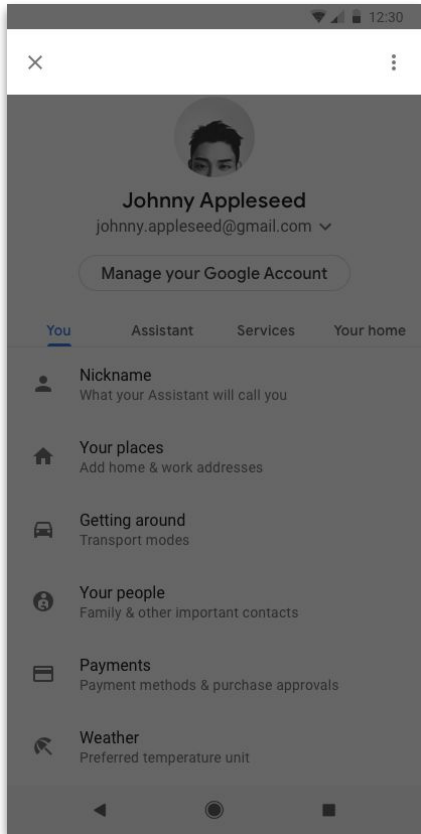 12:30
Johnny Appleseed
johnny.appleseed@gmail.com
Manage your Google Account
You Assistant Services Your home
Nickname
What your Assistant will call you
Your places
Add home & work addresses
Getting around
Transport modes
Your people
Family & other important contacts
Payments
Payment methods & purchase approvals
Weather
Preferred temperature unit